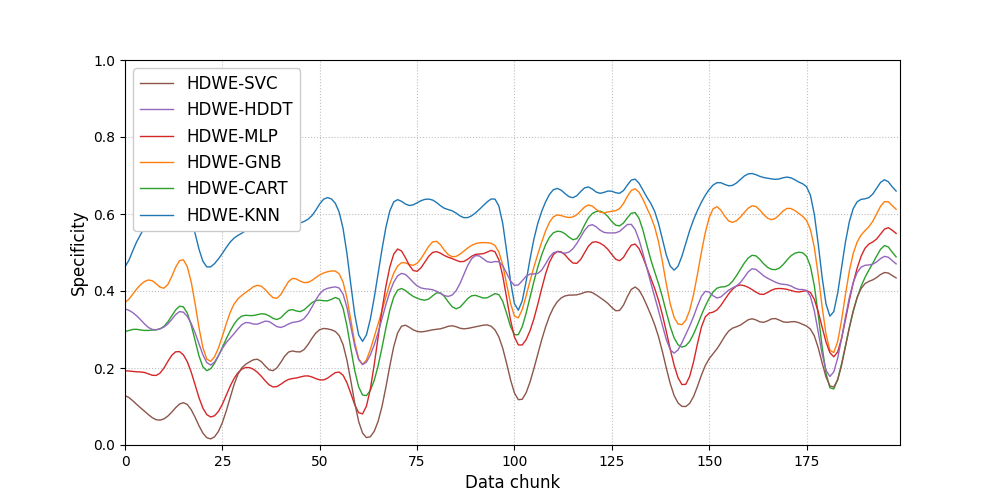 1.0
0.8
0.6
0.4
0.2
0.0
Specificity
HDWE-SVC
HDWE-HDDT
HDWE-MLP
HDWE-GNB
HDWE-CART
HDWE-KNN
0 25 50 75 100 125 150 175
Data chunk